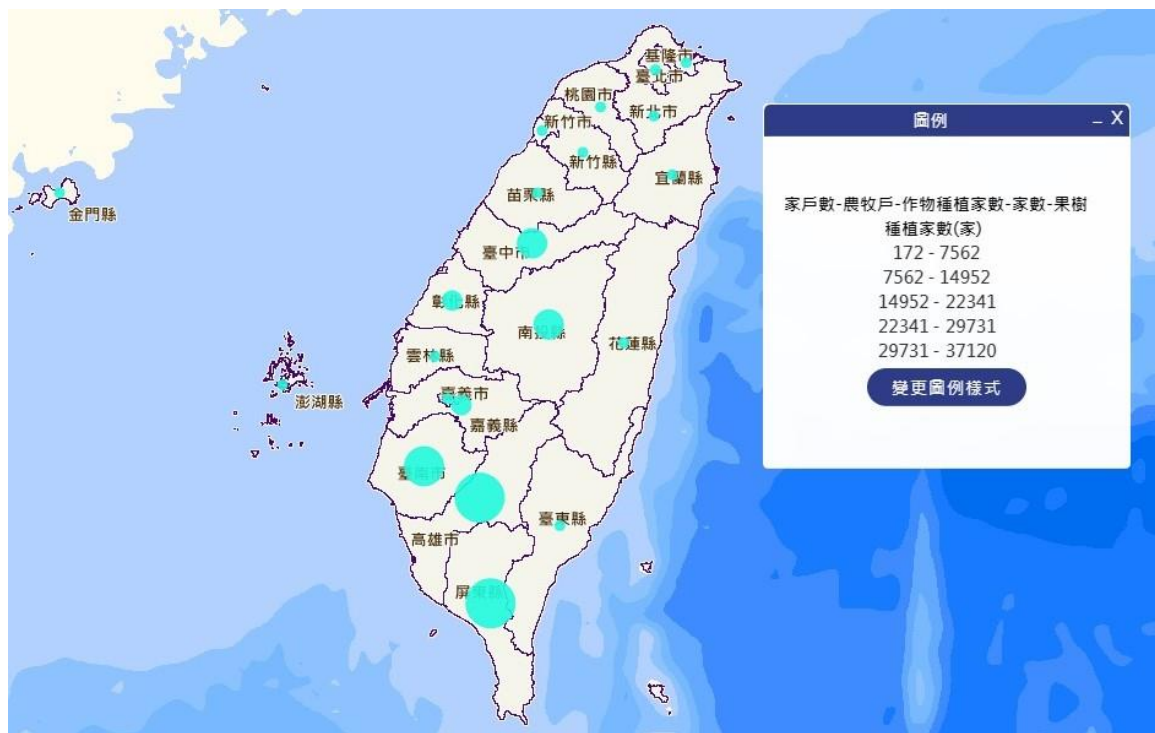 基隆市
臺北市
桃園市
新北市
新竹市
新竹縣
宜蘭縣
苗栗縣
金門縣
臺中市
彰化縣
南投縣
花蓮縣
雲林縣
嘉義市
澎湖縣
嘉義縣
臺南市
臺東縣
高雄市
屏東縣
圖例
_ X
家戶數-農牧戶-作物種植家數-家數-果樹
種植家數(家)
172 - 7562
7562 - 14952
14952 - 22341
22341 - 29731
29731 - 37120
變更圖例樣式